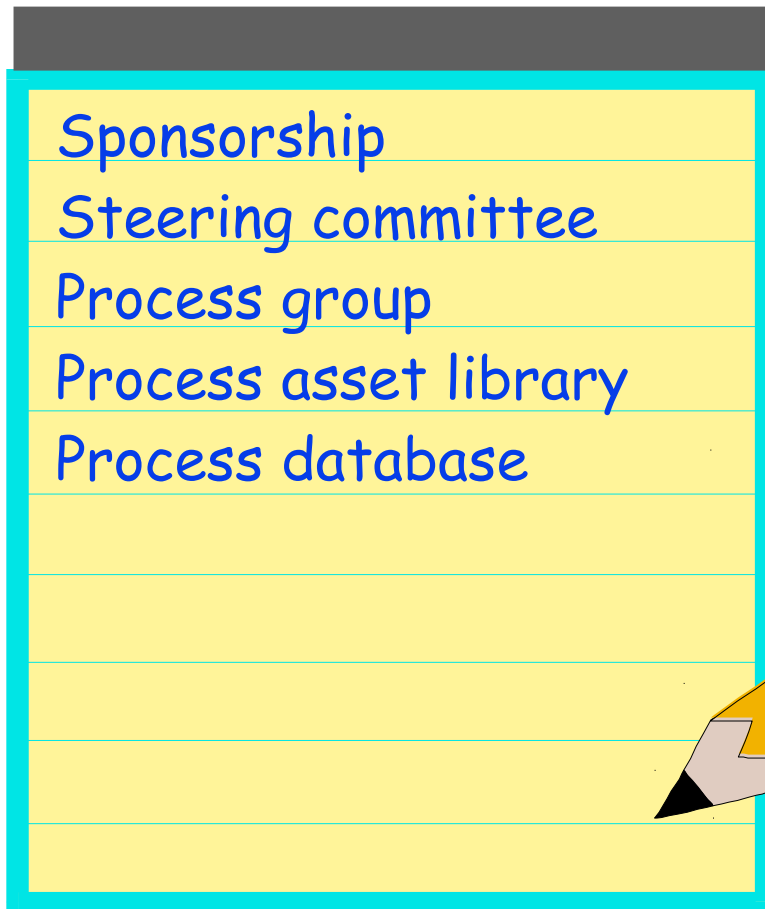 Sponsorship
Steering committee
Process group
Process asset library
Process database